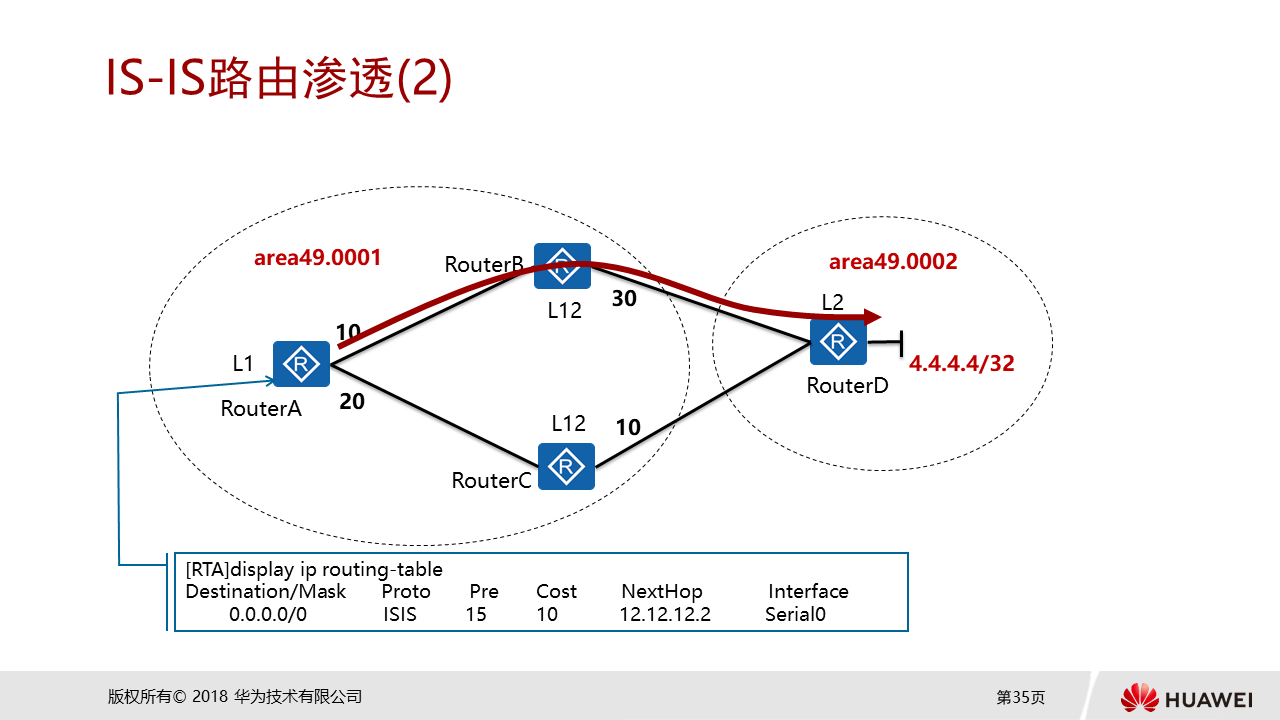 IS-IS路由渗透(2)
area49.0001
area49.0002
RouterB
R
L12
30
L2
10
R
R
L1
4.4.4.4/32
RouterD
20
RouterA
L12
10
R
RouterC
[RTA]display ip routing-table
Destination/Mask Proto Pre Cost NextHop Interface
0.0.0.0/0 ISIS 15 10 12.12.12.2 Serial0
版权所有© 2018 华为技术有限公司
第35页
HUAWEI